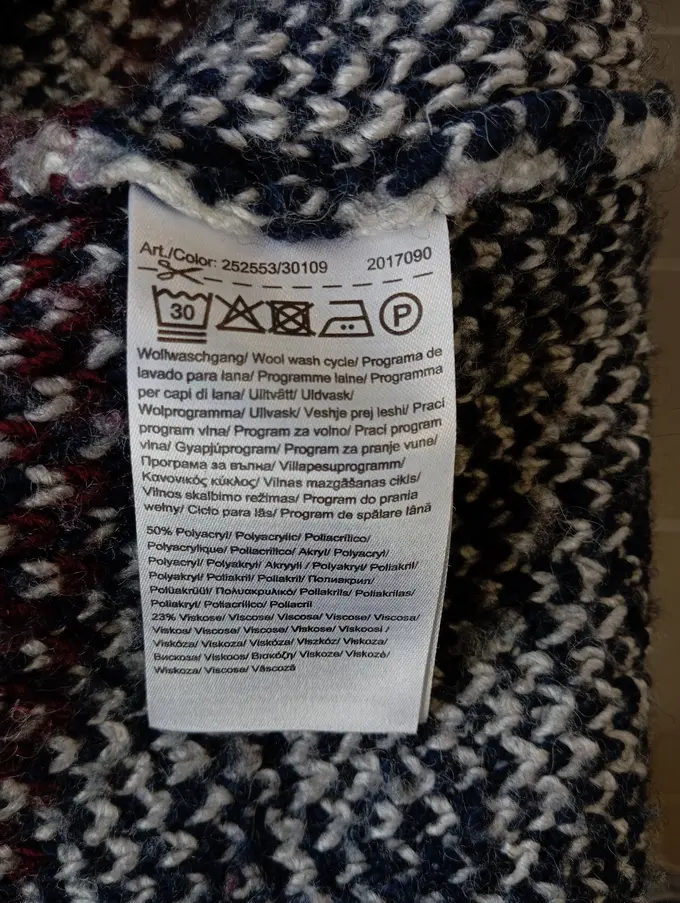 Art./Color: 252553/30109 2017090
30 P
Wollwaschgang/ Wool wash cycle/ Programa de
lavado para lana/ Programme laine/ Programma
per capi di lana/ Ulltvätt/ Uldvask/
Wolprogramma/ Ullvask/ Veshje prej leshi/ Praci
program vlna/ Program za volno/ Prací program
vlna/ Gyapjúprogram/ Program za pranje vune/
Програма за вълна/ Villapesuprogramm/
Κανονικός κύκλος/ Vilnas mazgāšanas cikls/
Vilnos skalbimo režimas/ Program do prania
wełny/ Ciclo para lãs/ Program de spălare lână
50% Polyacryl/ Polyacrylic/ Poliacrílico/
Polyacrylique/ Poliacrilico/ Akryl/ Polyacryl/
Polyacryl/ Polyakryl/ Akryyli/ Polyakryl/ Poliakril/
Polyakryl/ Poliakril/ Poliakril/ Полиакрил/
Polüakrüül/ Πολυακρυλικό/ Poliakrils/ Poliakrilas/
Poliakryl/ Poliacrílico/ Poliacril
23% Viskose/ Viscose/ Viscosa/ Viscose/ Viscosa/
Viskos/ Viscose/ Viscose/ Viskose/ Viskoosi /
Viskóza/ Viskoza/ Viskóza/ Viszkóz/ Viskoza/
Вискоза/ Viskoos/ Βισκόζη/ Viskoze/ Viskozė/
Wiskoza/ Viscose/ Vâscoză